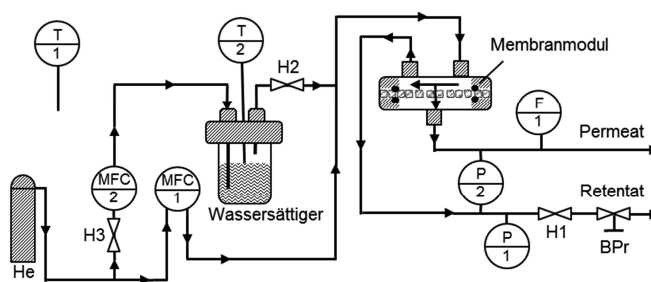 T
1
T
2
H2
Membranmodul
F
1
Permeat
MFC
2
MFC
1
P
2
Wassersättiger
Retentat
H3
H1
P
1
BPr
He